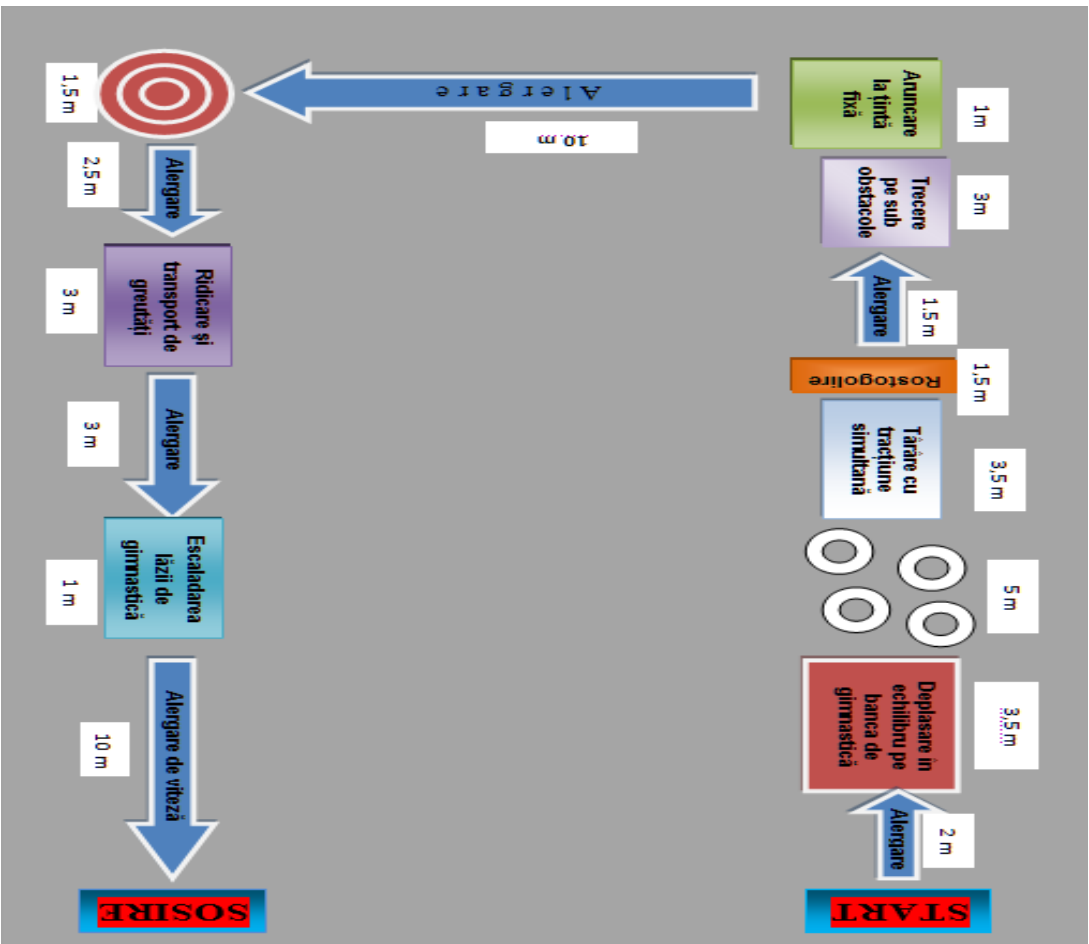 START
Alergare
2 m
Deplasare în
echilibru pe
banca de
gimnastică
3,5 m
5 m
Târâre cu
tracțiune
simultană
3,5 m
Rostogolire
1,5 m
Alergare
1.5 m
Trecere
pe sub
obstacole
3m
Aruncare
la țintă
fixă
1m
Alergare
10 m
1,5 m
Alergare
2,5 m
Ridicare și
transport de
greutăți
3 m
Alergare
3 m
Escaladarea
lăzii de
gimnastică
1 m
Alergare de viteză
10 m
SOSIRE